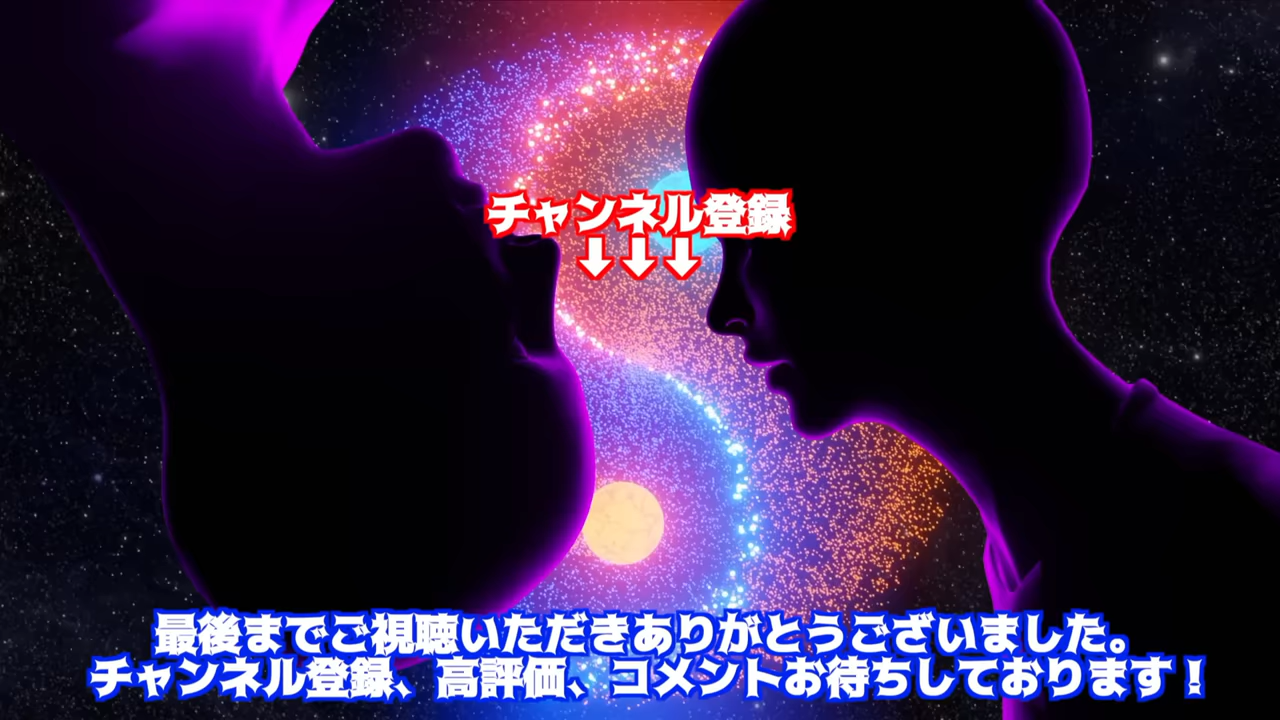 チャンネル登録
↓↓↓
最後までご視聴いただきありがとうございました。
チャンネル登録、高評価、コメントお待ちしております！